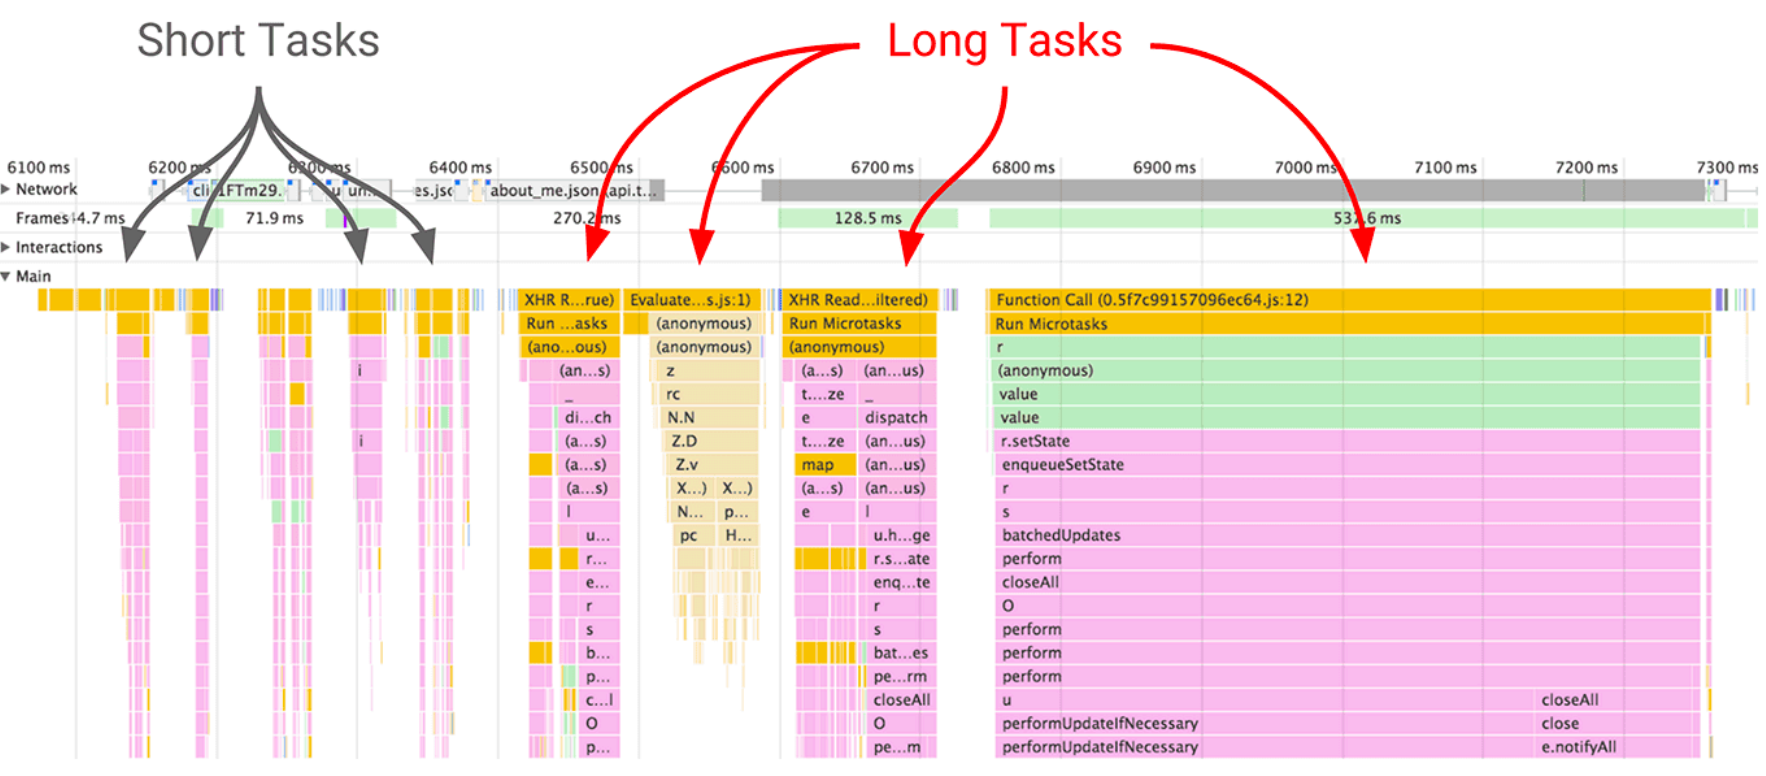 Short Tasks
Long Tasks
6100 ms 6200 ms 6300 ms 6400 ms 6500 ms 6600 ms 6700 ms 6800 ms 6900 ms 7000 ms 7100 ms 7200 ms 7300 ms
Network cli 1FTm29. u un... es.jsc about_me.json (api.t...
Frames 4.7 ms 71.9 ms 270.2 ms 128.5 ms 537.6 ms
Interactions
Main
XHR R...rue) Evaluate...s.js:1) XHR Read...iltered) Function Call (0.5f7c99157096ec64.js:12)
Run ...asks (anonymous) Run Microtasks Run Microtasks
(ano...ous) (anonymous) (anonymous) r
i (an...s) z (a...s) (an...us) (anonymous)
_ rc t....ze _ value
di...ch N.N e dispatch value
i (a...s) Z.D t....ze (an...us) r.setState
(a...s) Z.v map (an...us) enqueueSetState
(a...s) X...) X...) (a...s) (an...us) r
l N... p... e l s
u... pc H... u.h...ge batchedUpdates
r... r.s...ate perform
e... enq...te closeAll
r r O
s s perform
b... bat...es perform
p... pe...rm perform
c...l closeAll u closeAll
O O performUpdateIfNecessary close
p... pe...m performUpdateIfNecessary e.notifyAll